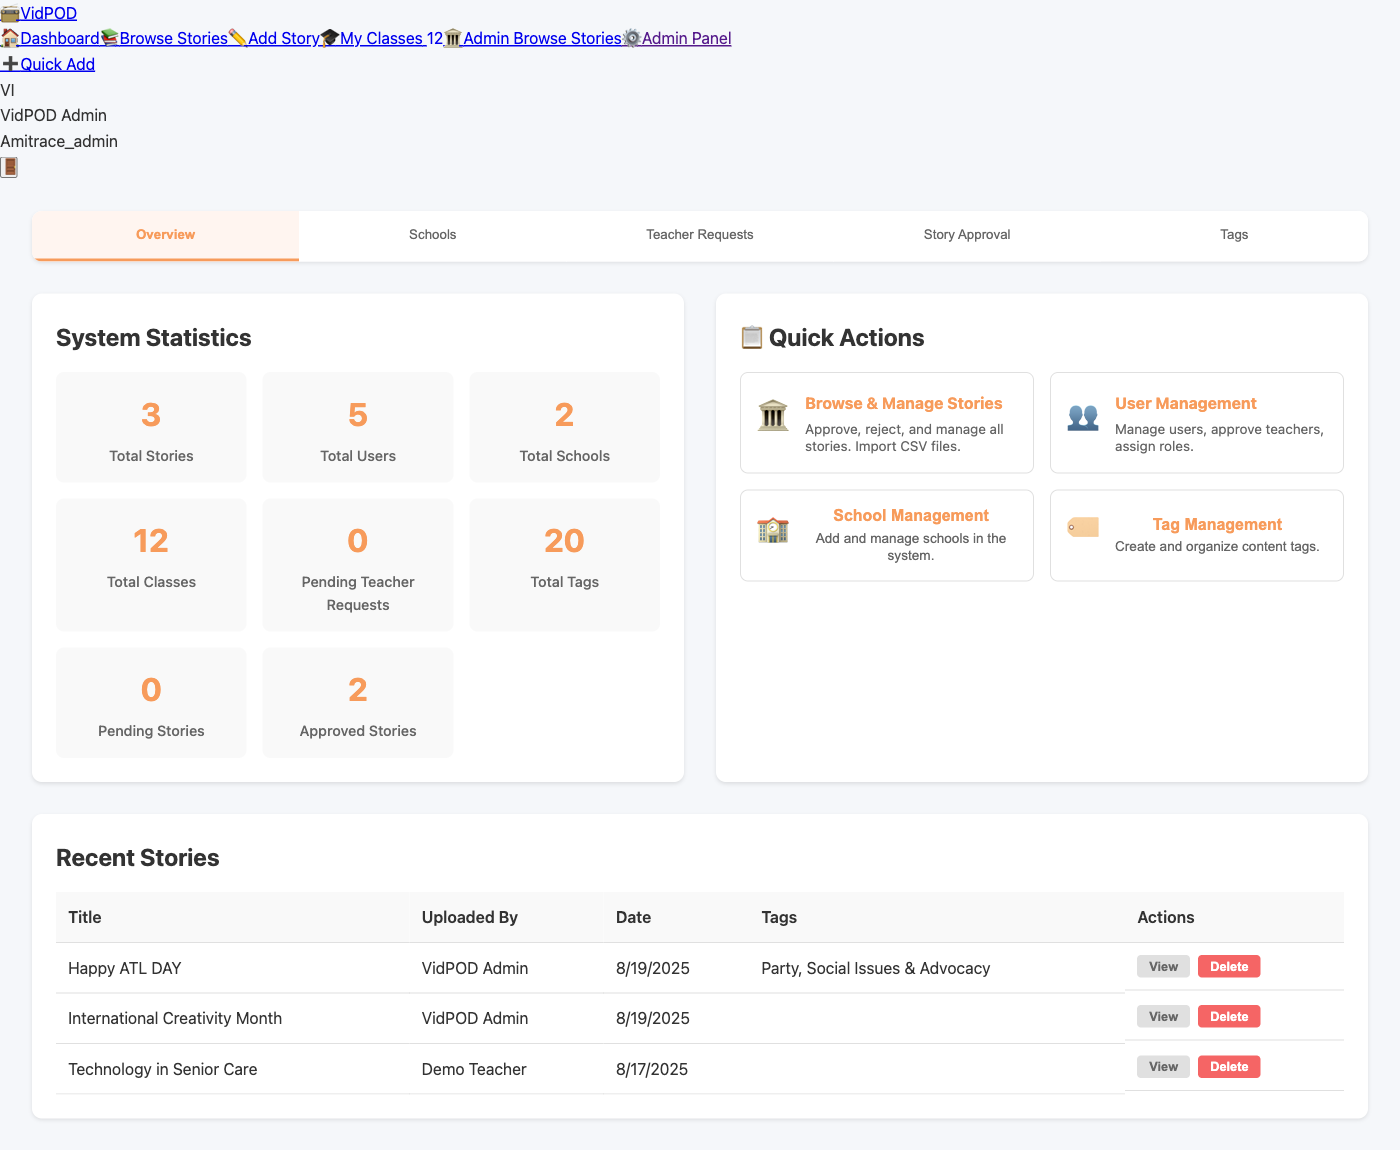 VidPOD
Dashboard Browse Stories Add Story My Classes 12 Admin Browse Stories Admin Panel
Quick Add
VI
VidPOD Admin
Amitrace_admin
Overview Schools Teacher Requests Story Approval Tags
System Statistics
3 5 2
Total Stories Total Users Total Schools
12 0 20
Total Classes Pending Teacher Total Tags
Requests
0 2
Pending Stories Approved Stories
Quick Actions
Browse & Manage Stories
Approve, reject, and manage all
stories. Import CSV files.
User Management
Manage users, approve teachers,
assign roles.
School Management
Add and manage schools in the
system.
Tag Management
Create and organize content tags.
Recent Stories
Title Uploaded By Date Tags Actions
Happy ATL DAY VidPOD Admin 8/19/2025 Party, Social Issues & Advocacy View Delete
International Creativity Month VidPOD Admin 8/19/2025 View Delete
Technology in Senior Care Demo Teacher 8/17/2025 View Delete